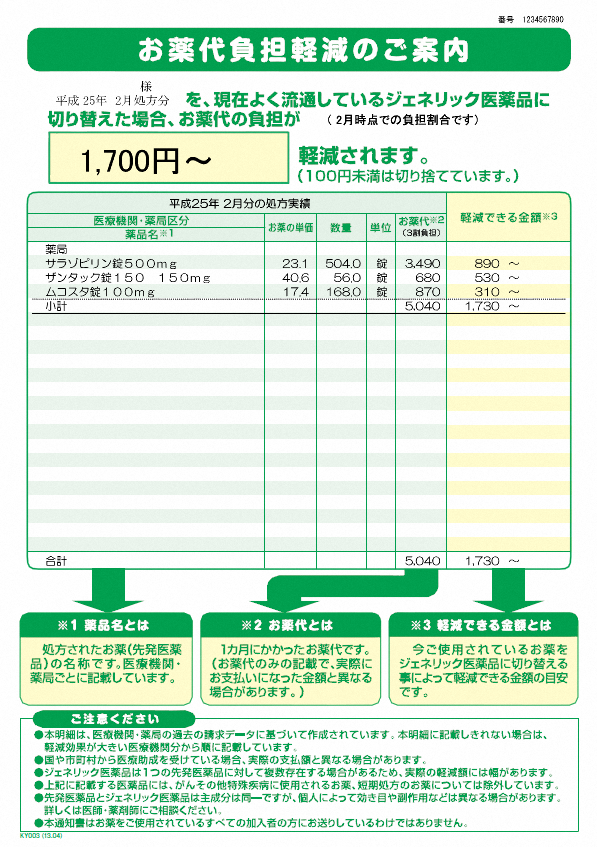 番号 1234567890
お薬代負担軽減のご案内
様
平成 25年 2月処方分 を、現在よく流通しているジェネリック医薬品に
切り替えた場合、お薬代の負担が （2月時点での負担割合です）
1,700円～ 軽減されます。
（100円未満は切り捨てています。）
平成25年 2月分の処方実績
医療機関・薬局区分 お薬の単価 数量 単位 お薬代※2 軽減できる金額※3
薬品名※1 （3割負担）
薬局
サラゾピリン錠５００ｍｇ 23.1 504.0 錠 3,490 890 ～
ザンタック錠１５０ １５０ｍｇ 40.6 56.0 錠 680 530 ～
ムコスタ錠１００ｍｇ 17.4 168.0 錠 870 310 ～
小計 5,040 1,730 ～
合計 5,040 1,730 ～
※1 薬品名とは
処方されたお薬（先発医薬
品）の名称です。医療機関・
薬局ごとに記載しています。
※2 お薬代とは
1カ月にかかったお薬代です。
（お薬代のみの記載で、実際に
お支払いになった金額と異なる
場合があります。）
※3 軽減できる金額とは
今ご使用されているお薬を
ジェネリック医薬品に切り替える
事によって軽減できる金額の目安
です。
ご注意ください
●本明細は、医療機関・薬局の過去の請求データに基づいて作成されています。本明細に記載しきれない場合は、
軽減効果が大きい医療機関分から順に記載しています。
●国や市町村から医療助成を受けている場合、実際の支払額と異なる場合があります。
●ジェネリック医薬品は1つの先発医薬品に対して複数存在する場合があるため、実際の軽減額には幅があります。
●上記に記載する医薬品には、がんその他特殊疾病に使用されるお薬、短期処方のお薬については除外しています。
●先発医薬品とジェネリック医薬品は主成分は同一ですが、個人によって効き目や副作用などは異なる場合があります。
詳しくは医師・薬剤師にご相談ください。
●本通知書はお薬をご使用されているすべての加入者の方にお送りしているわけではありません。
KY003 (13.04)